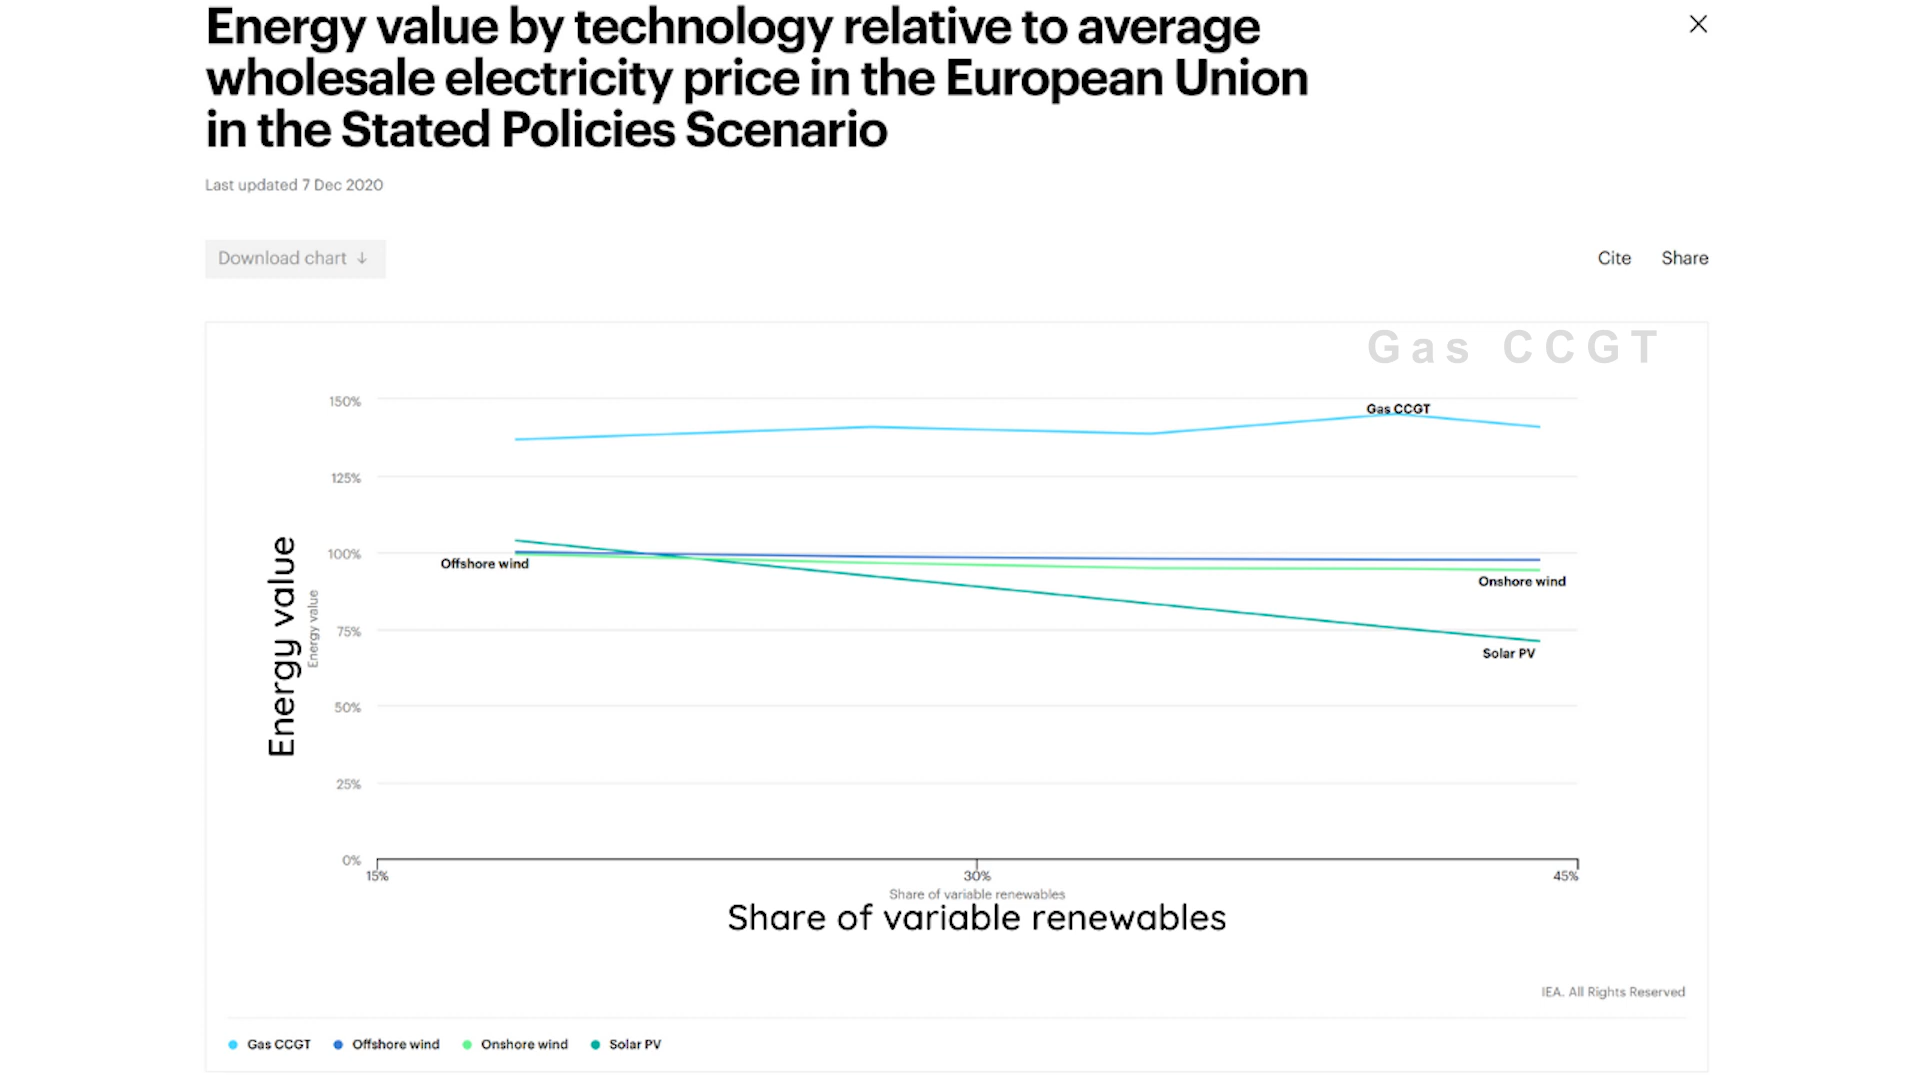 Energy value by technology relative to average
wholesale electricity price in the European Union
in the Stated Policies Scenario
Last updated 7 Dec 2020
Download chart ↓
Cite Share
Gas CCGT
150%
Gas CCGT
125%
100%
Offshore wind
Onshore wind
Energy value
Energy value
75%
Solar PV
50%
25%
0%
15% 30% 45%
Share of variable renewables
Share of variable renewables
IEA. All Rights Reserved
Gas CCGT Offshore wind Onshore wind Solar PV